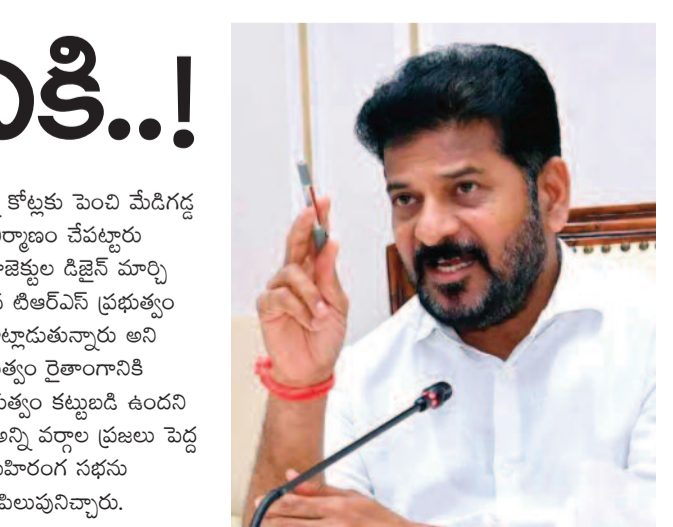 కి..!
కోట్లకు పెంచి మేడిగడ్డ
చేపట్టారు
డిజైన్ మార్చి
టిఆర్ఎస్ ప్రభుత్వం
అని
రైతాంగానికి
కట్టుబడి ఉందని
అన్ని వర్గాల ప్రజలు పెద్ద
సభను
పిలుపునిచ్చారు.